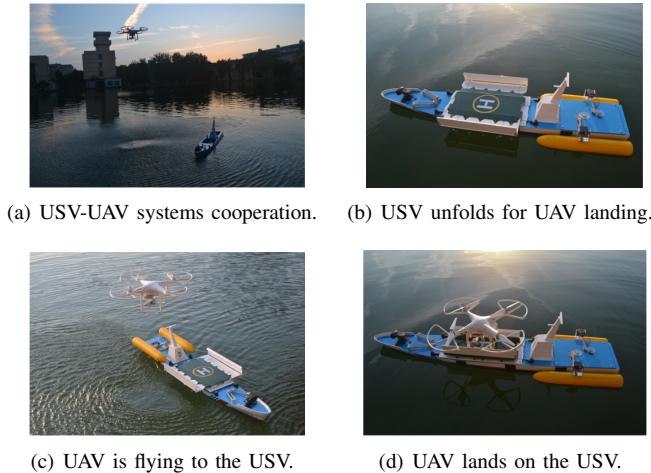 (a) USV-UAV systems cooperation.
(b) USV unfolds for UAV landing.
H
H
(c) UAV is flying to the USV.
(d) UAV lands on the USV.